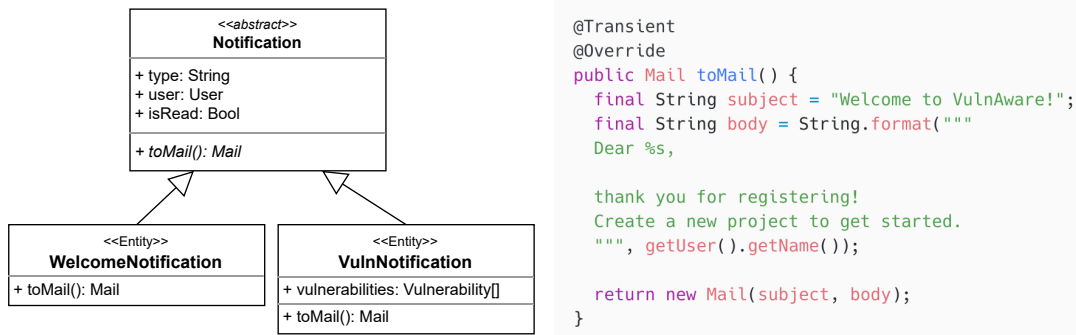 <<abstract>>
Notification
+ type: String
+ user: User
+ isRead: Bool
+ toMail(): Mail
<<Entity>>
WelcomeNotification
+ toMail(): Mail
<<Entity>>
VulnNotification
+ vulnerabilities: Vulnerability[]
+ toMail(): Mail
@Transient
@Override
public Mail toMail() {
  final String subject = "Welcome to VulnAware!";
  final String body = String.format("""
  Dear %s,

  thank you for registering!
  Create a new project to get started.
  """, getUser().getName());

  return new Mail(subject, body);
}